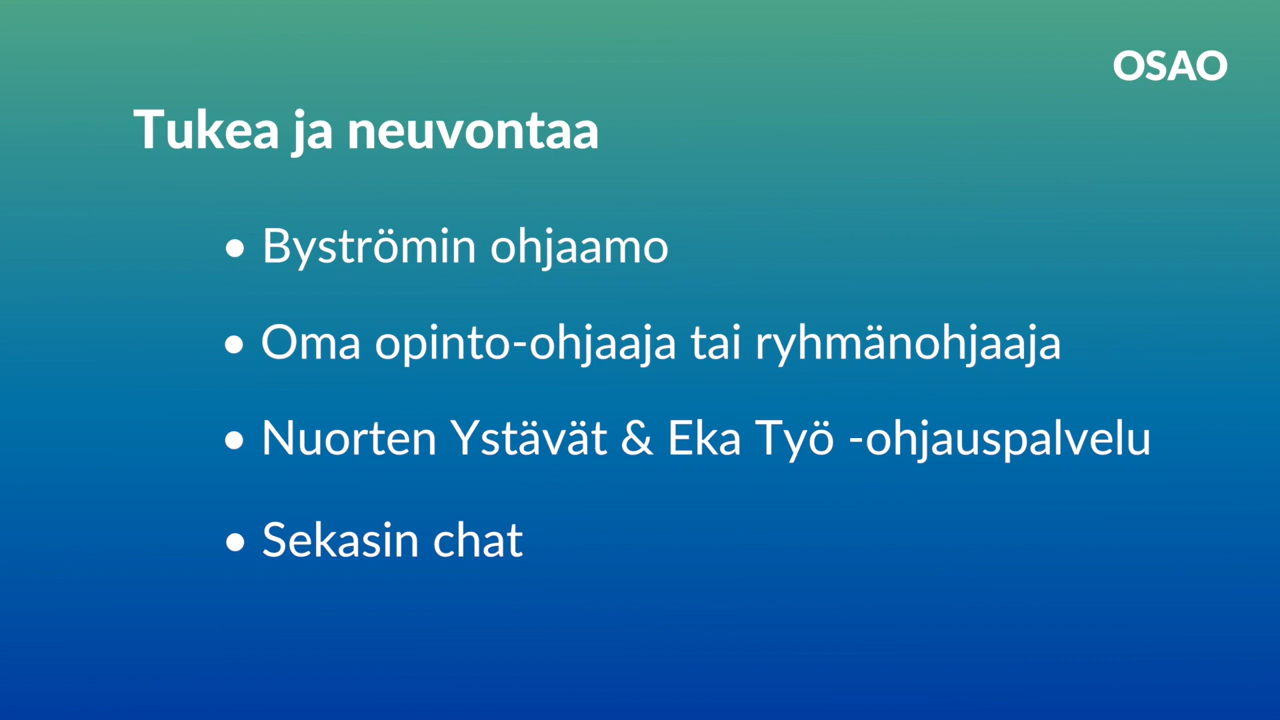 OSAO
Tukea ja neuvontaa
• Byströmin ohjaamo
• Oma opinto-ohjaaja tai ryhmänohjaaja
• Nuorten Ystävät & Eka Työ -ohjauspalvelu
• Sekasin chat